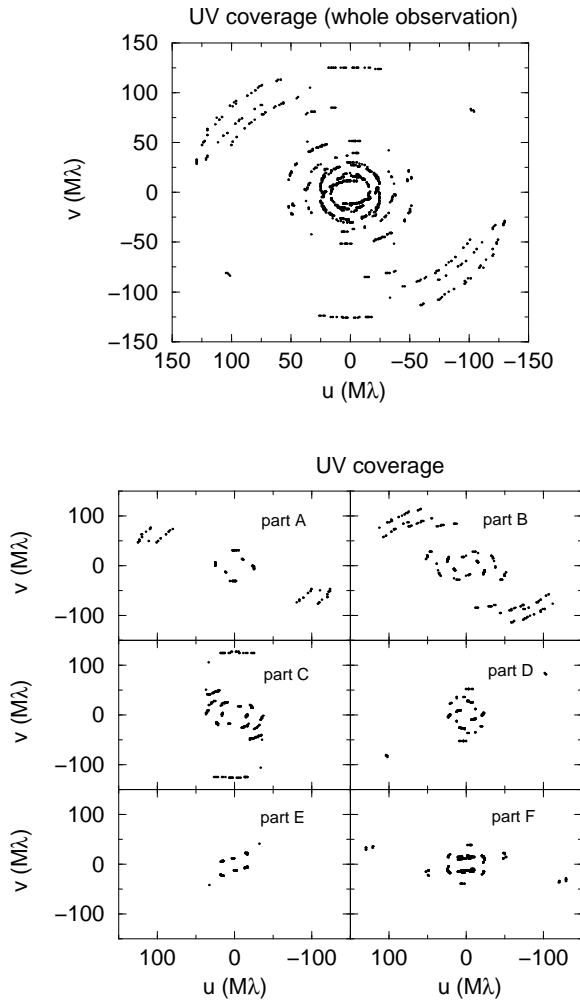 UV coverage (whole observation)
150
100
50
0
−50
−100
−150
v (Mλ)
150 100 50 0 −50 −100 −150
u (Mλ)
UV coverage
100
0
−100
v (Mλ)
part A
part B
100
0
−100
v (Mλ)
part C
part D
100
0
−100
v (Mλ)
part E
part F
100 0 −100
100 0 −100
u (Mλ)
u (Mλ)